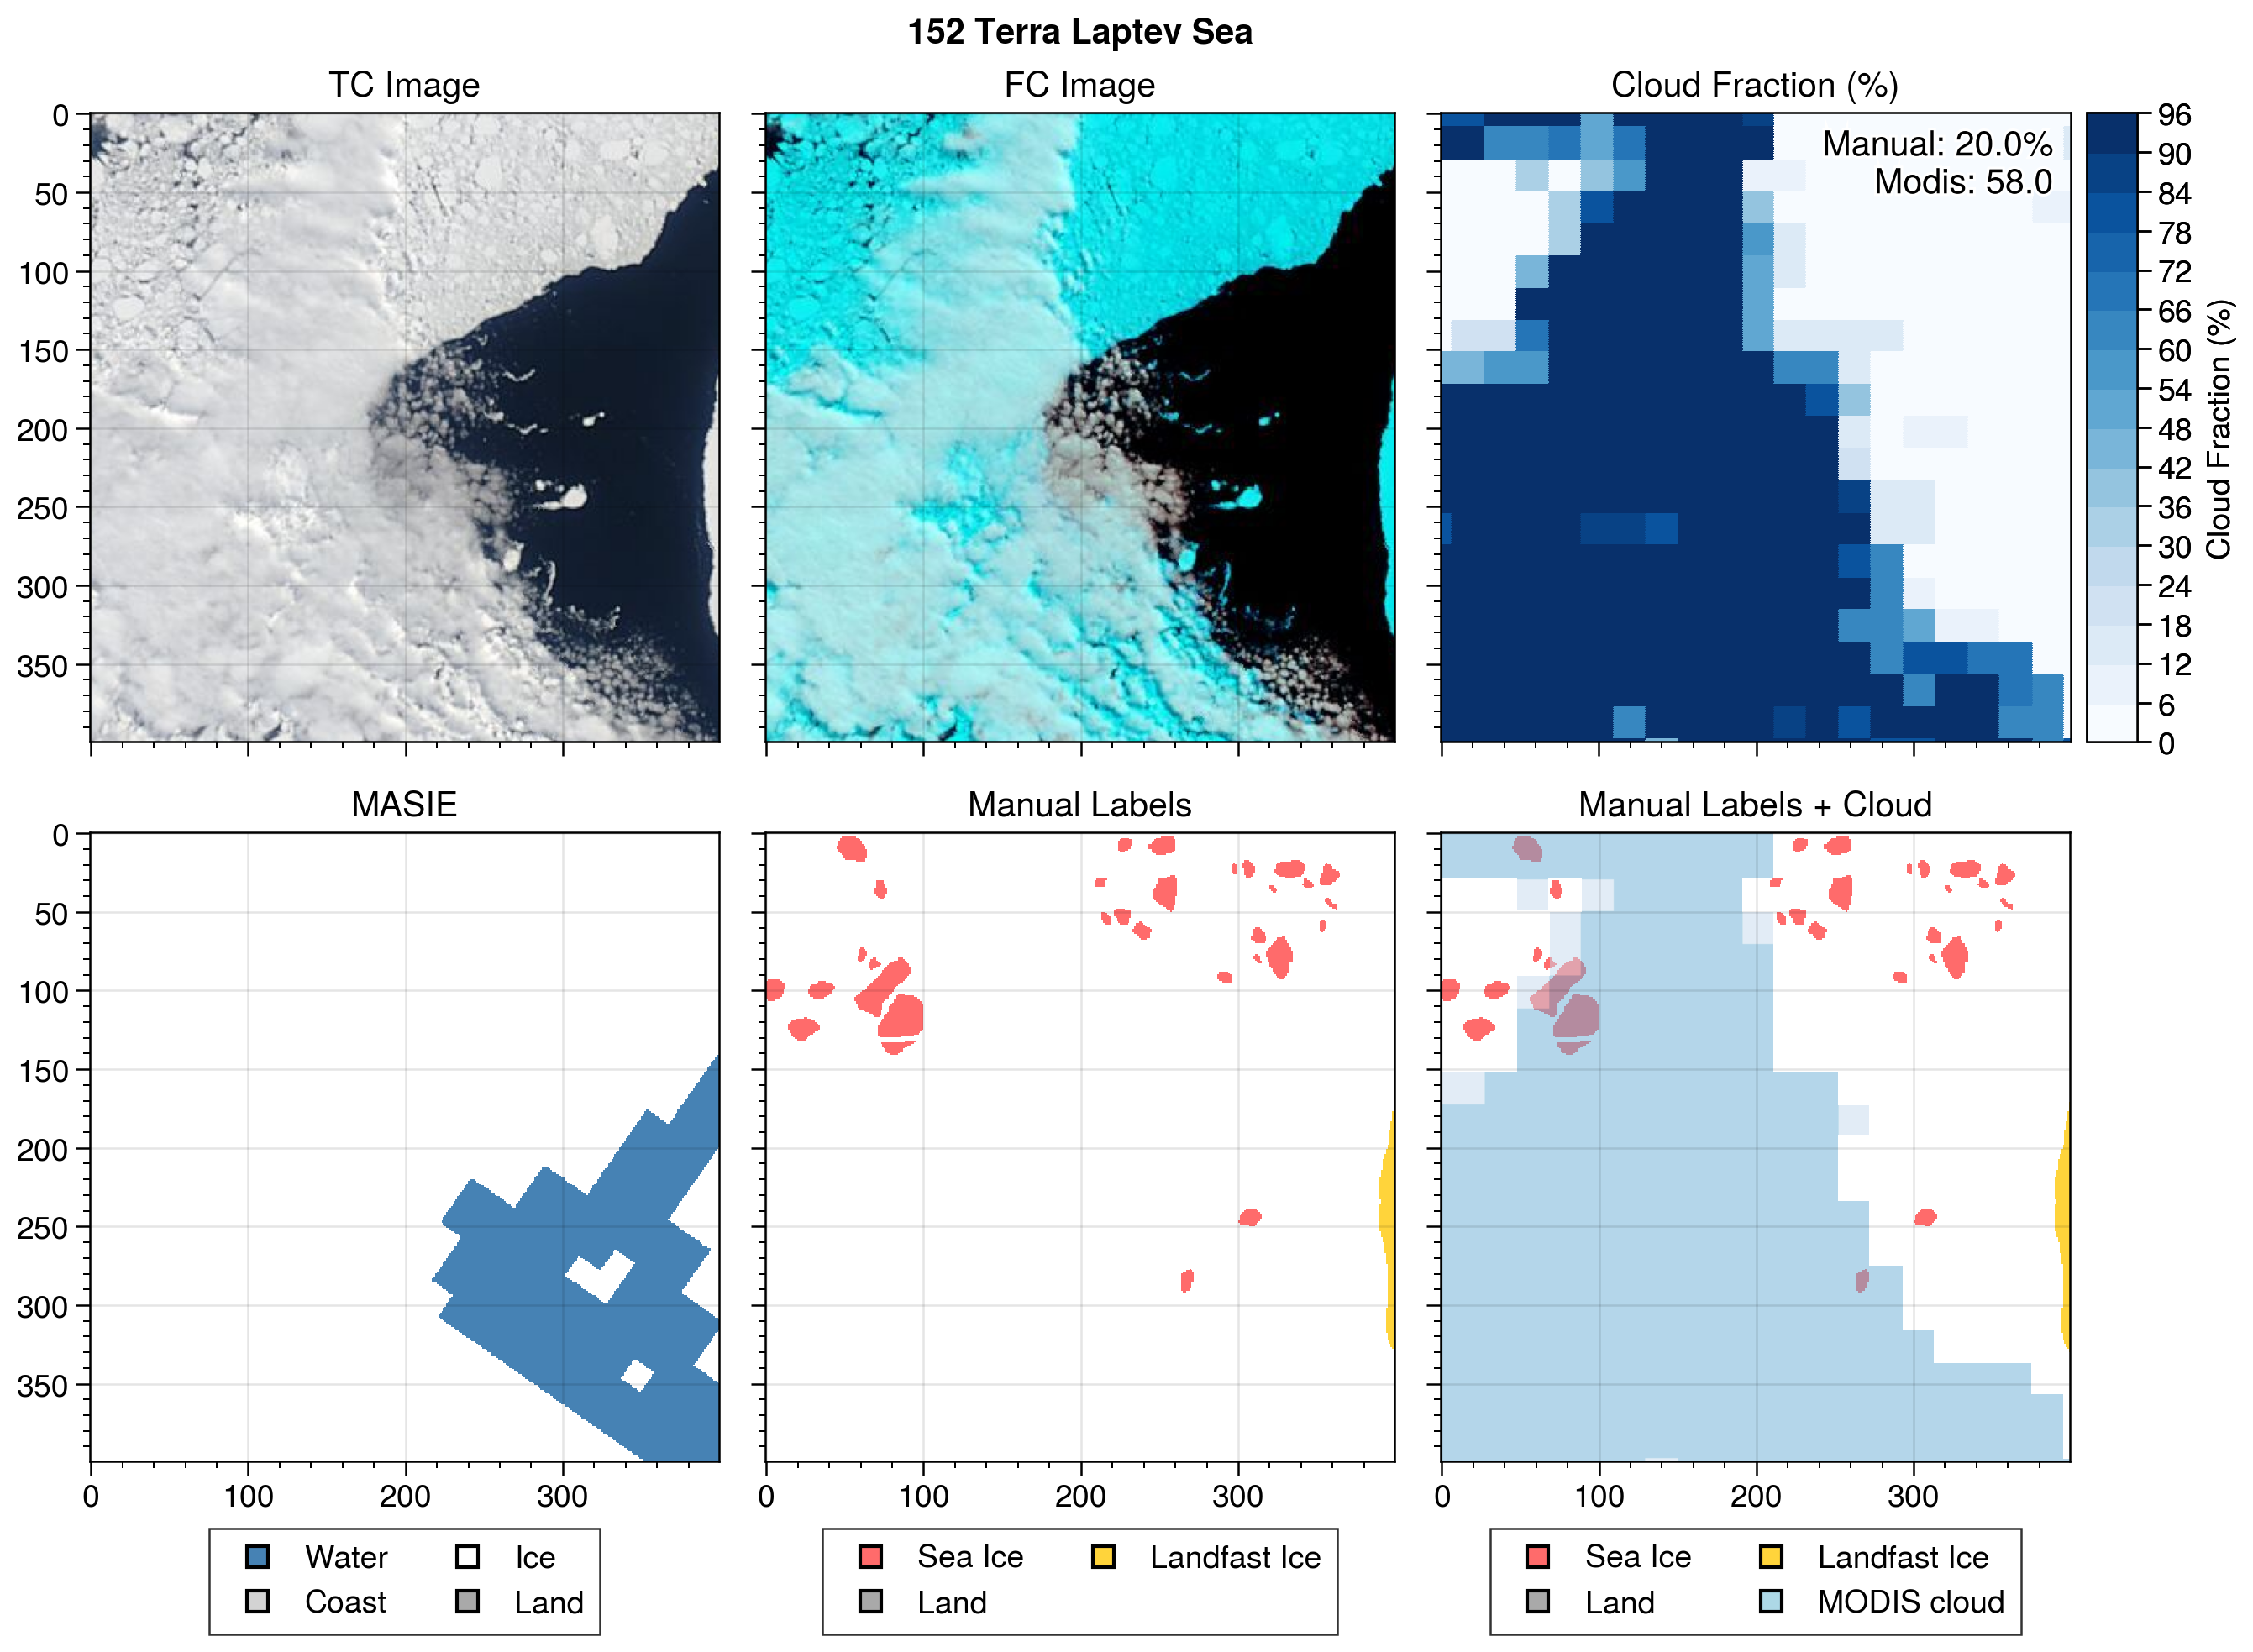 152 Terra Laptev Sea
TC Image
FC Image
Cloud Fraction (%)
0
50
100
150
200
250
300
350
Manual: 20.0%
Modis: 58.0
96
90
84
78
72
66
60
54
48
42
36
30
24
18
12
6
0
Cloud Fraction (%)
MASIE
Manual Labels
Manual Labels + Cloud
0
50
100
150
200
250
300
350
0 100 200 300
0 100 200 300
0 100 200 300
Water Ice
Coast Land
Sea Ice Landfast Ice
Land
Sea Ice Landfast Ice
Land MODIS cloud